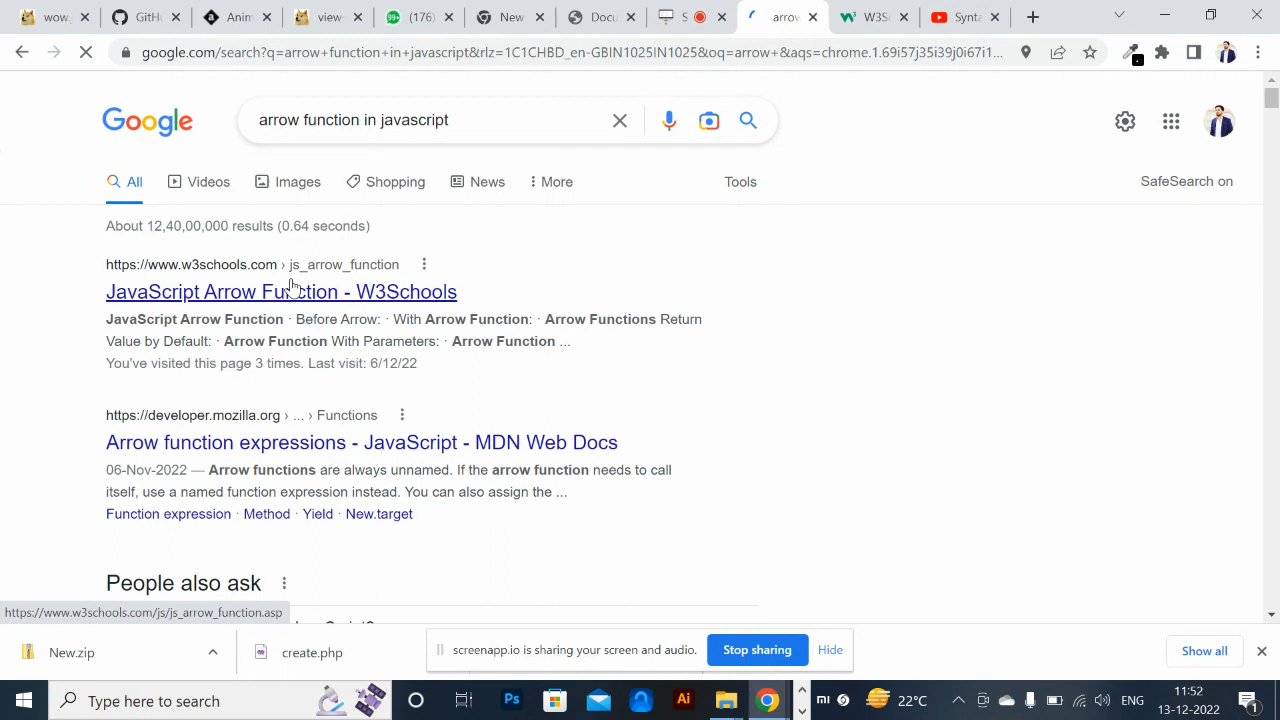 wow.
GitH
Anim
view-
(176)
New
Docu
S
arrow
W3Sc
Synta
google.com/search?q=arrow+function+in+javascript&rlz=1C1CHBD_en-GBIN1025IN1025&oq=arrow+&aqs=chrome.1.69i57j35i39j0i67i1...
Google
arrow function in javascript
All
Videos
Images
Shopping
News
More
Tools
SafeSearch on
About 12,40,00,000 results (0.64 seconds)
https://www.w3schools.com › js_arrow_function
JavaScript Arrow Function - W3Schools
JavaScript Arrow Function · Before Arrow: · With Arrow Function: · Arrow Functions Return
Value by Default: · Arrow Function With Parameters: · Arrow Function ...
You've visited this page 3 times. Last visit: 6/12/22
https://developer.mozilla.org › ... › Functions
Arrow function expressions - JavaScript - MDN Web Docs
06-Nov-2022 — Arrow functions are always unnamed. If the arrow function needs to call
itself, use a named function expression instead. You can also assign the ...
Function expression · Method · Yield · New.target
People also ask
https://www.w3schools.com/js/js_arrow_function.asp
New.zip
create.php
screenapp.io is sharing your screen and audio.
Stop sharing
Hide
Show all
Type here to search
Ps
Ai
22°C
ENG
11:52
13-12-2022
1